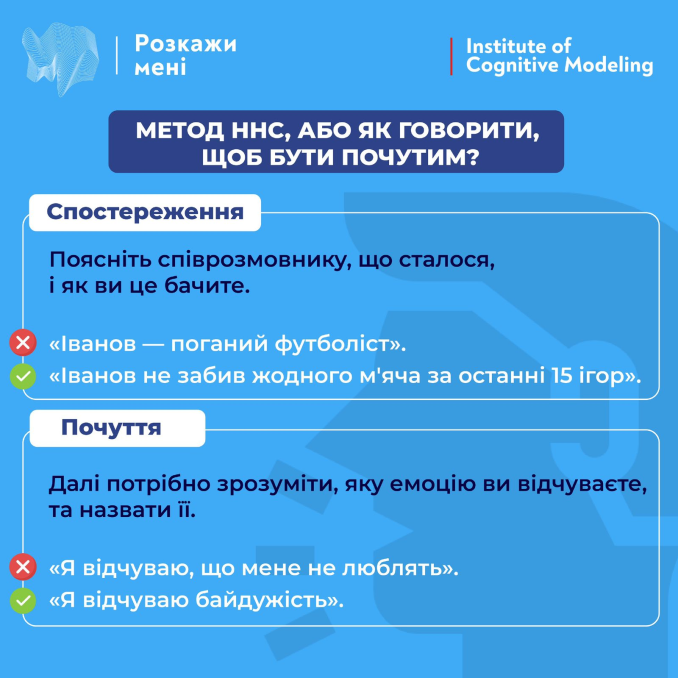 Розкажи
мені
Institute of
Cognitive Modeling
МЕТОД ННС, АБО ЯК ГОВОРИТИ,
ЩОБ БУТИ ПОЧУТИМ?
Спостереження
Поясніть співрозмовнику, що сталося,
і як ви це бачите.
«Іванов — поганий футболіст».
«Іванов не забив жодного м'яча за останні 15 ігор».
Почуття
Далі потрібно зрозуміти, яку емоцію ви відчуваєте,
та назвати її.
«Я відчуваю, що мене не люблять».
«Я відчуваю байдужість».